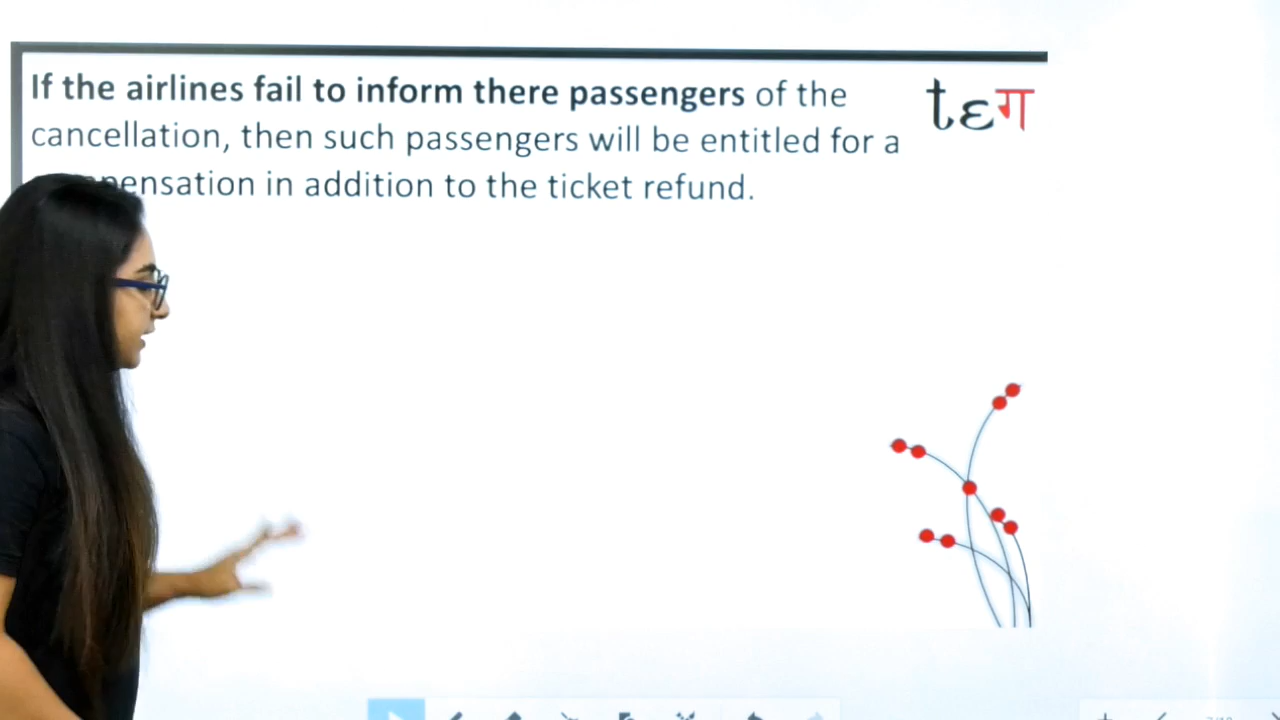 If the airlines fail to inform there passengers of the
cancellation, then such passengers will be entitled for a
in addition to the ticket refund.
tεग